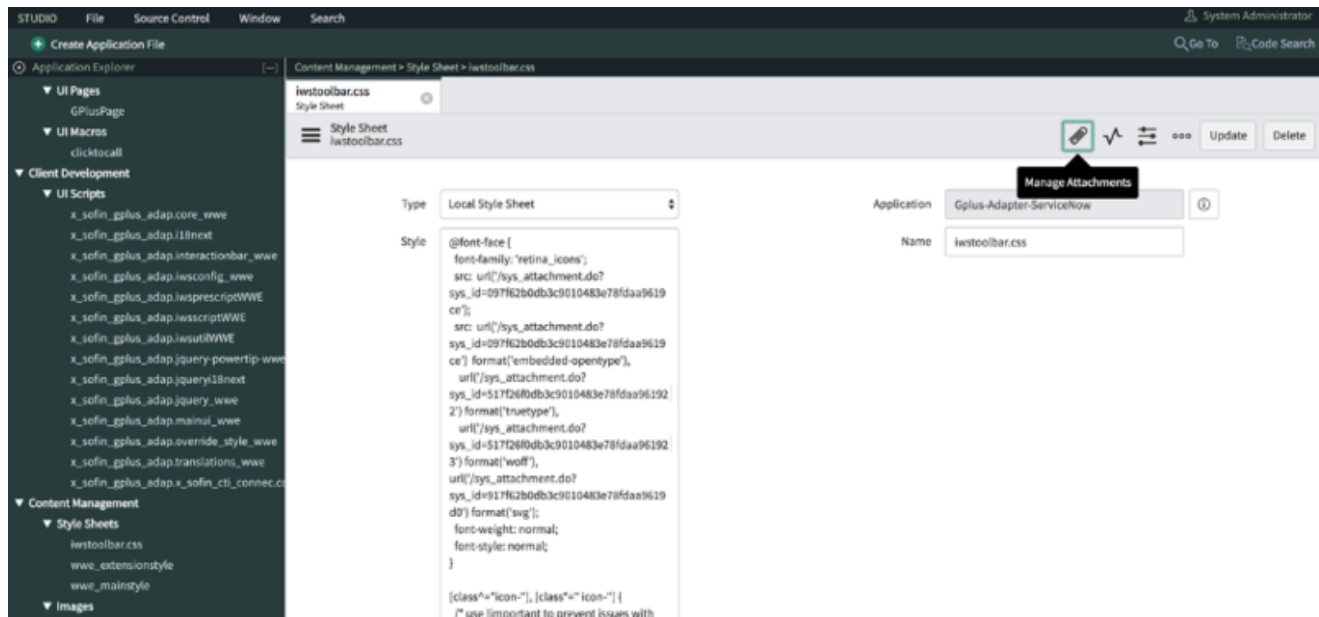 STUDIO File Source Control Window Search System Administrator
Create Application File Go To Code Search
Application Explorer [—] Content Management > Style Sheet > iwstoolbar.css
UI Pages
GPlusPage
UI Macros
clicktocall
Client Development
UI Scripts
x_sofin_gplus_adap.core_wwe
x_sofin_gplus_adap.i18next
x_sofin_gplus_adap.interactionbar_wwe
x_sofin_gplus_adap.iwsconfig_wwe
x_sofin_gplus_adap.iwsprescriptWWE
x_sofin_gplus_adap.iwsscriptWWE
x_sofin_gplus_adap.iwsutilWWE
x_sofin_gplus_adap.jquery-powertip-wwe
x_sofin_gplus_adap.jqueryi18next
x_sofin_gplus_adap.jquery_wwe
x_sofin_gplus_adap.mainui_wwe
x_sofin_gplus_adap.override_style_wwe
x_sofin_gplus_adap.translations_wwe
x_sofin_gplus_adap.x_sofin_cti_connec.co
Content Management
Style Sheets
iwstoolbar.css
wwe_extensionstyle
wwe_mainstyle
Images
iwstoolbar.css
Style Sheet
Style Sheet
iwstoolbar.css
Update Delete
Manage Attachments
Type Local Style Sheet
Application Gplus-Adapter-ServiceNow
Name iwstoolbar.css
Style
@font-face {
font-family: 'retina_icons';
src: url('/sys_attachment.do?
sys_id=097f62b0db3c9010483e78fdaa9619
ce');
src: url('/sys_attachment.do?
sys_id=097f62b0db3c9010483e78fdaa9619
ce') format('embedded-opentype'),
url('/sys_attachment.do?
sys_id=517f26f0db3c9010483e78fdaa96192
2') format('truetype'),
url('/sys_attachment.do?
sys_id=517f26f0db3c9010483e78fdaa96192
3') format('woff'),
url('/sys_attachment.do?
sys_id=917f62b0db3c9010483e78fdaa9619
d0') format('svg');
font-weight: normal;
font-style: normal;
}
[class^="icon-"], [class*=" icon-"] {
/* use !important to prevent issues with